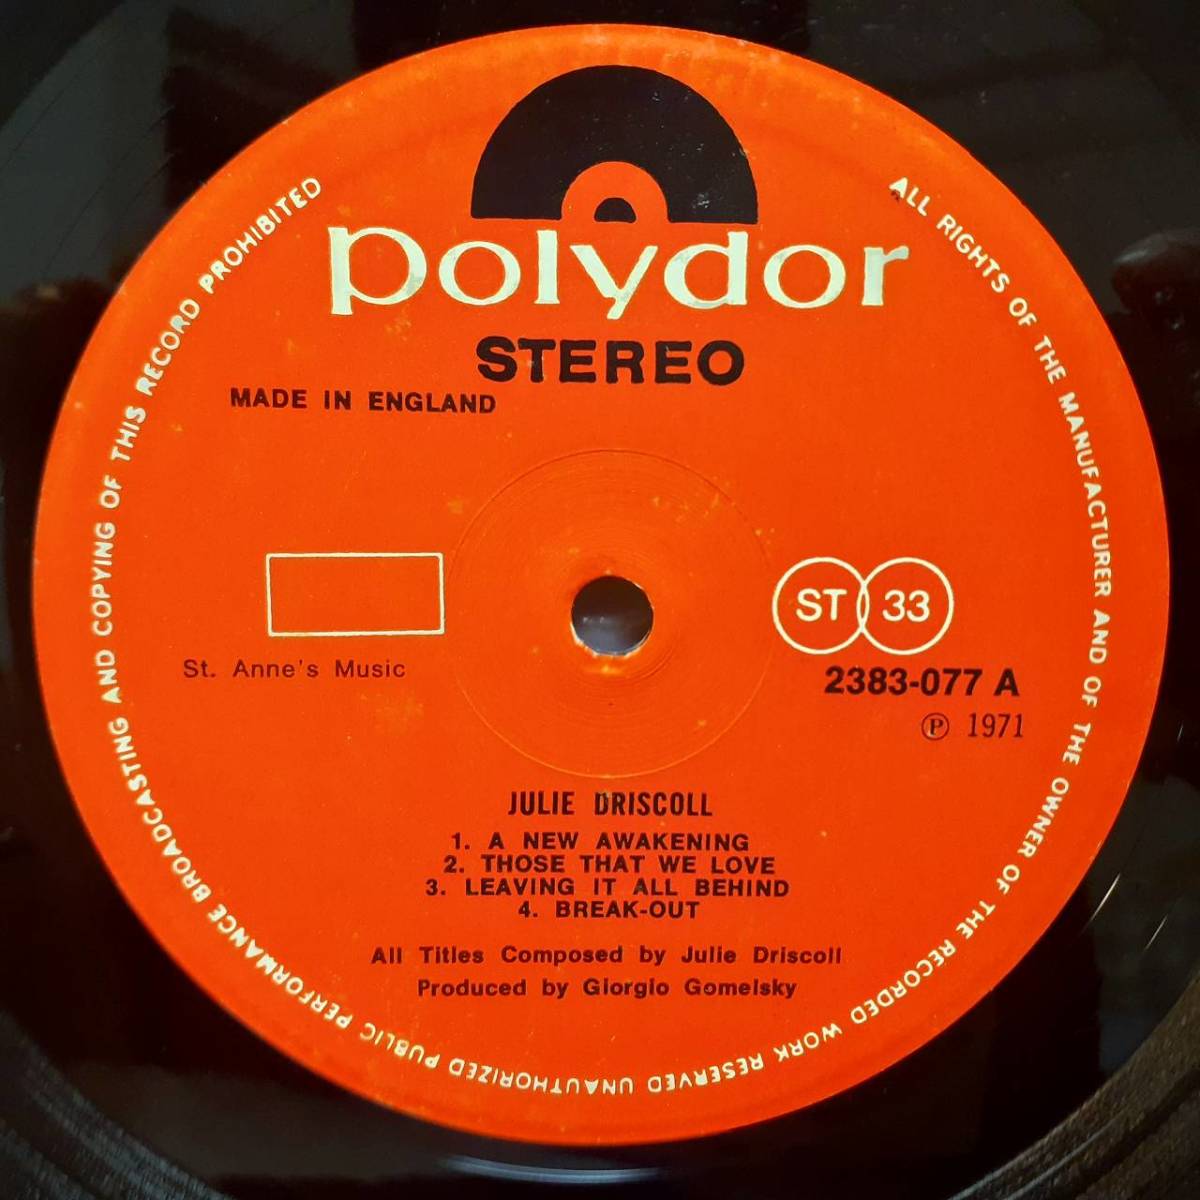 polydor
STEREO
MADE IN ENGLAND
ST 33
St. Anne's Music
2383-077 A
℗ 1971
JULIE DRISCOLL
1. A NEW AWAKENING
2. THOSE THAT WE LOVE
3. LEAVING IT ALL BEHIND
4. BREAK-OUT
All Titles Composed by Julie Driscoll
Produced by Giorgio Gomelsky
ALL RIGHTS OF THE MANUFACTURER AND OF THE OWNER OF THE RECORDED WORK RESERVED UNAUTHORIZED PUBLIC PERFORMANCE BROADCASTING AND COPYING OF THIS RECORD PROHIBITED